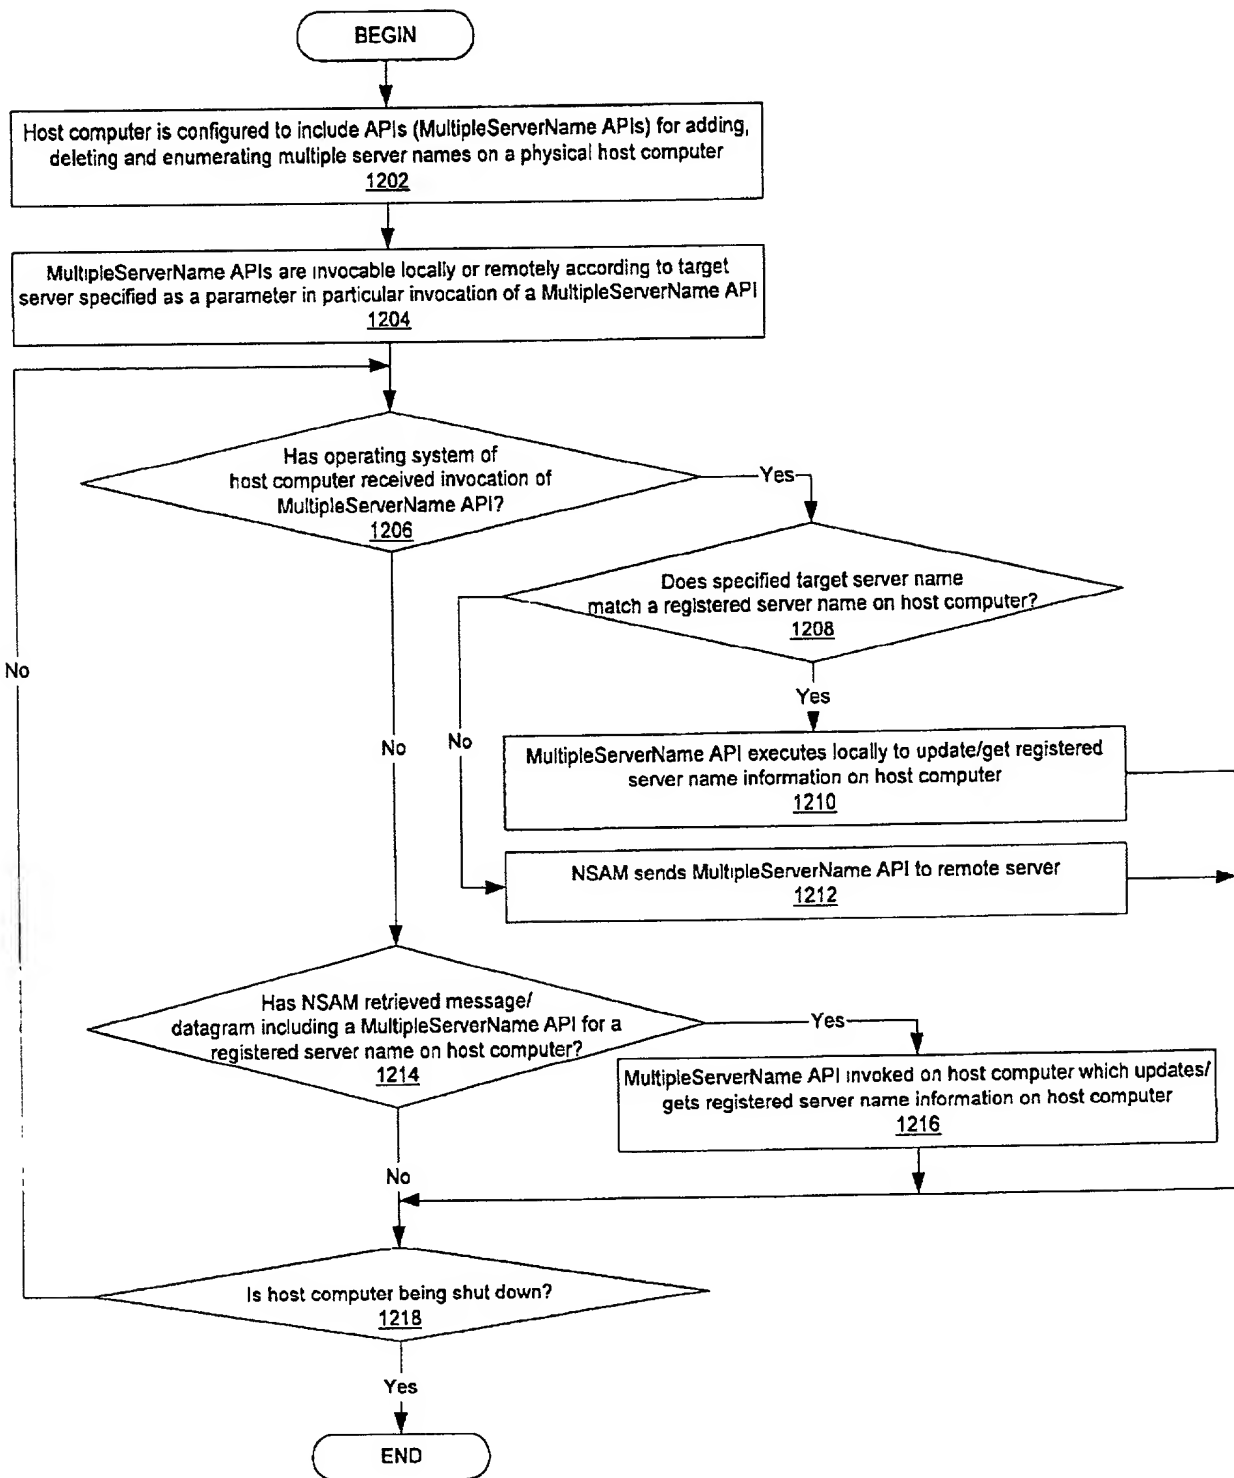 BEGIN
Host computer is configured to include APIs (MultipleServerName APIs) for adding,
deleting and enumerating multiple server names on a physical host computer
1202
MultipleServerName APIs are invocable locally or remotely according to target
server specified as a parameter in particular invocation of a MultipleServerName API
1204
Has operating system of
host computer received invocation of
MultipleServerName API?
1206
Yes
Does specified target server name
match a registered server name on host computer?
1208
No
Yes
No
No
MultipleServerName API executes locally to update/get registered
server name information on host computer
1210
NSAM sends MultipleServerName API to remote server
1212
Has NSAM retrieved message/
datagram including a MultipleServerName API for a
registered server name on host computer?
1214
Yes
MultipleServerName API invoked on host computer which updates/
gets registered server name information on host computer
1216
No
Is host computer being shut down?
1218
Yes
END